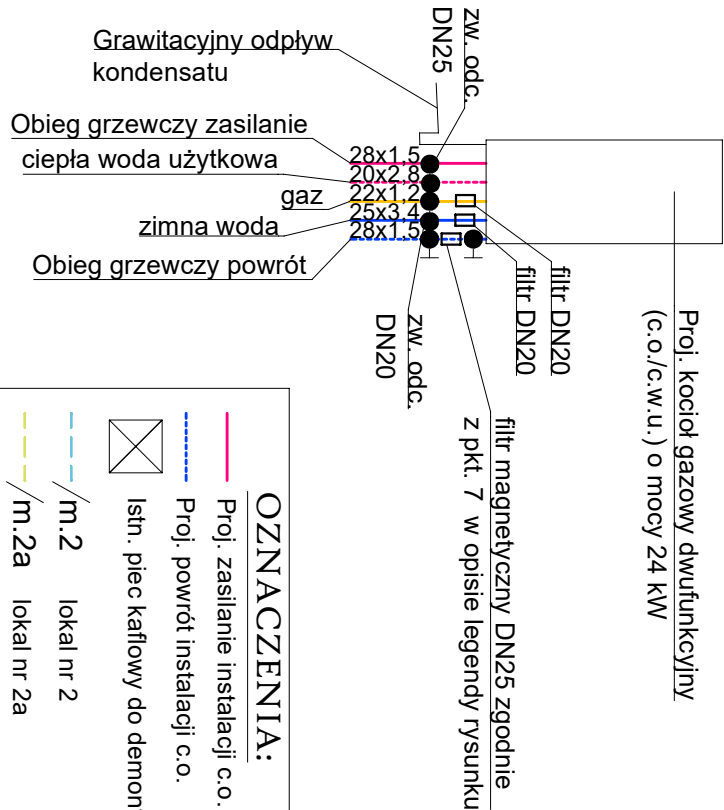 zw. odc.
DN25
Grawitacyjny odpływ
kondensatu
Obieg grzewczy zasilanie
ciepła woda użytkowa
gaz
zimna woda
Obieg grzewczy powrót
28x1,5
20x2,8
22x1,2
25x3,4
28x1,5
zw. odc.
DN20
filtr DN20
filtr DN20
filtr magnetyczny DN25 zgodnie
z pkt. 7 w opisie legendy rysunku
Proj. kocioł gazowy dwufunkcyjny
(c.o./c.w.u.) o mocy 24 kW
OZNACZENIA:
Proj. zasilanie instalacji c.o.
Proj. powrót instalacji c.o.
Istn. piec kaflowy do demon
m.2 lokal nr 2
m.2a lokal nr 2a